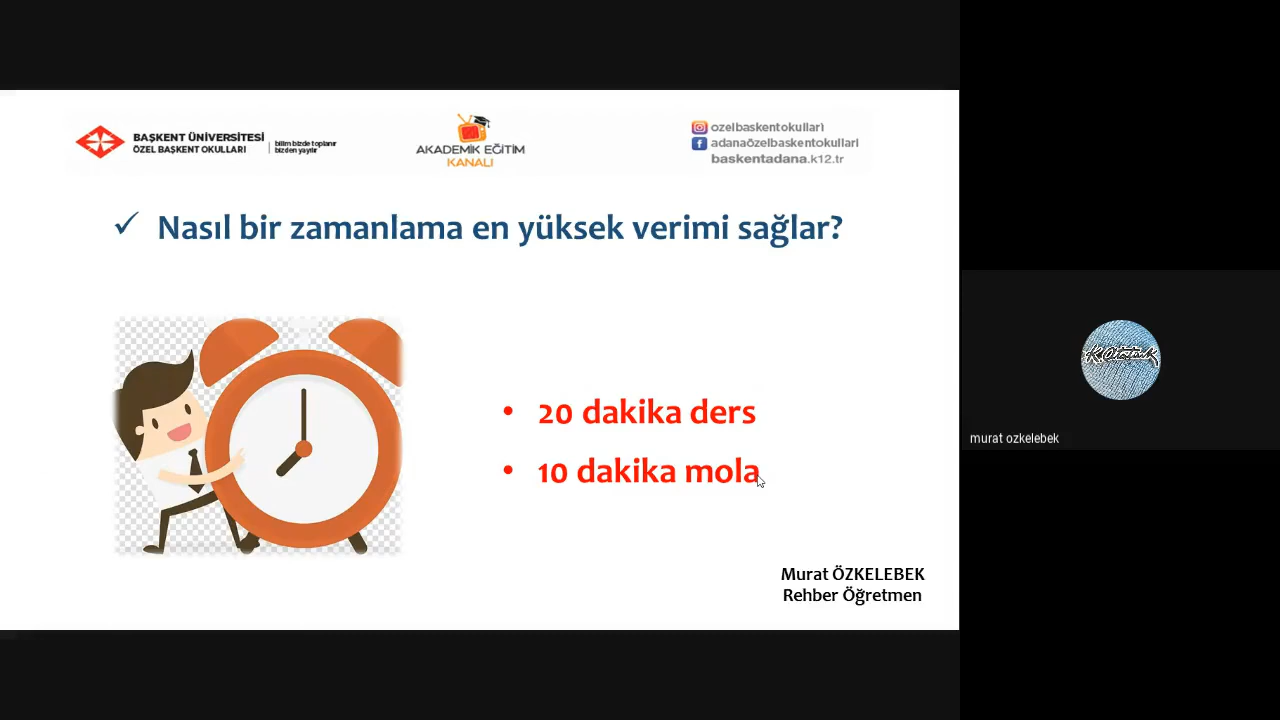 BAŞKENT ÜNİVERSİTESİ
ÖZEL BAŞKENT OKULLARI
bilim bizde toplanır
bizden yayılır
AKADEMİK EĞİTİM
KANALI
ozelbaskentokullari
adanaözelbaskentokullari
baskentadana.k12.tr
✓ Nasıl bir zamanlama en yüksek verimi sağlar?
• 20 dakika ders
• 10 dakika mola
Murat ÖZKELEBEK
Rehber Öğretmen
murat ozkelebek